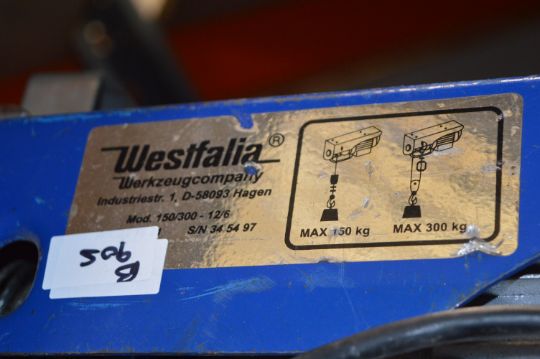 Westfalia®
Werkzeugcompany
Industriestr. 1, D-58093 Hagen
Mod. 150/300 - 12/6
S/N 34 54 97
MAX 150 kg
MAX 300 kg
B
905